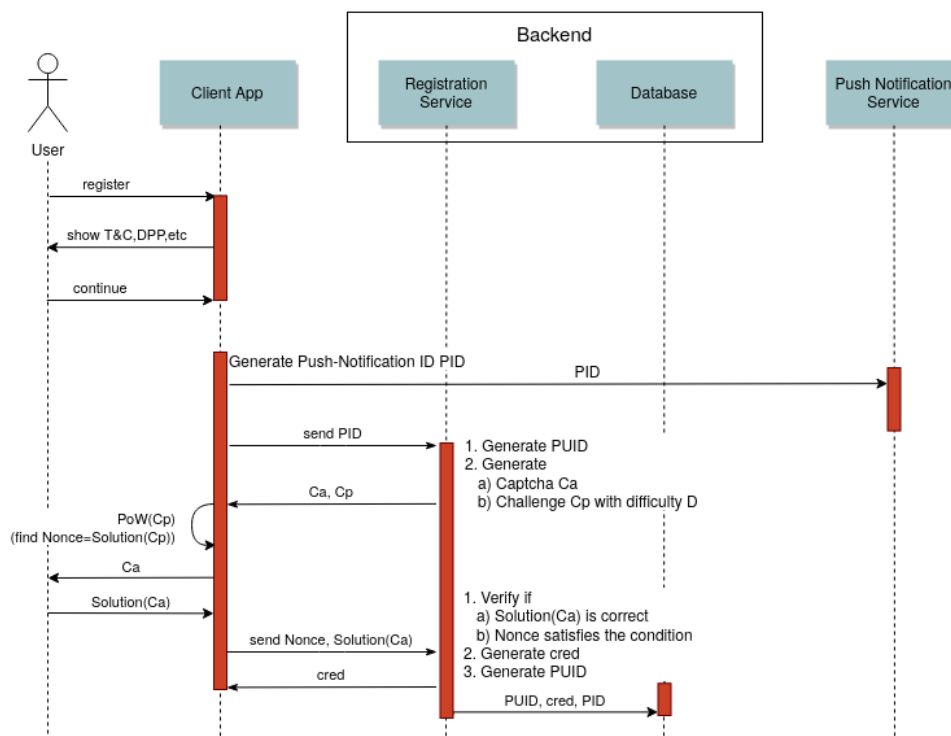 Backend
Client App
Registration
Service
Database
Push Notification
Service
User
register
show T&C,DPP,etc
continue
Generate Push-Notification ID PID
PID
send PID
1. Generate PUID
2. Generate
a) Captcha Ca
b) Challenge Cp with difficulty D
Ca, Cp
PoW(Cp)
(find Nonce=Solution(Cp))
Ca
Solution(Ca)
1. Verify if
a) Solution(Ca) is correct
b) Nonce satisfies the condition
2. Generate cred
3. Generate PUID
send Nonce, Solution(Ca)
cred
PUID, cred, PID